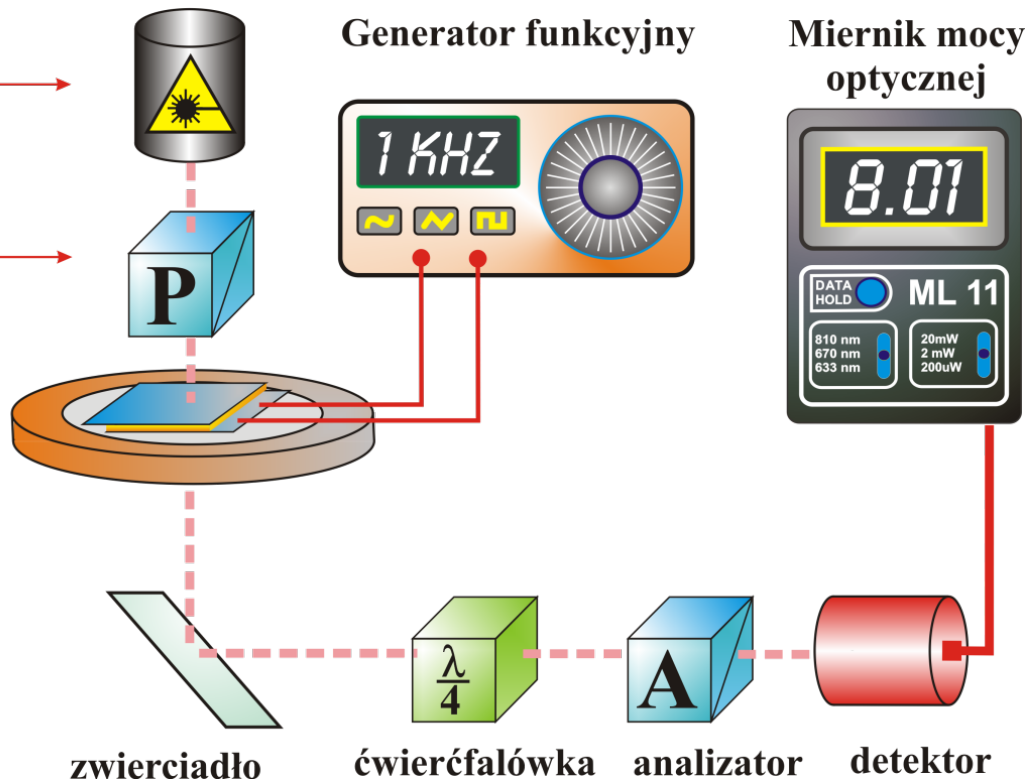 Generator funkcyjny
Miernik mocy
optycznej
1 KHZ
8.01
P
DATA
HOLD
ML 11
810 nm
670 nm
633 nm
20mW
2 mW
200uW
λ
4
A
zwierciadło
ćwierćfalówka
analizator
detektor